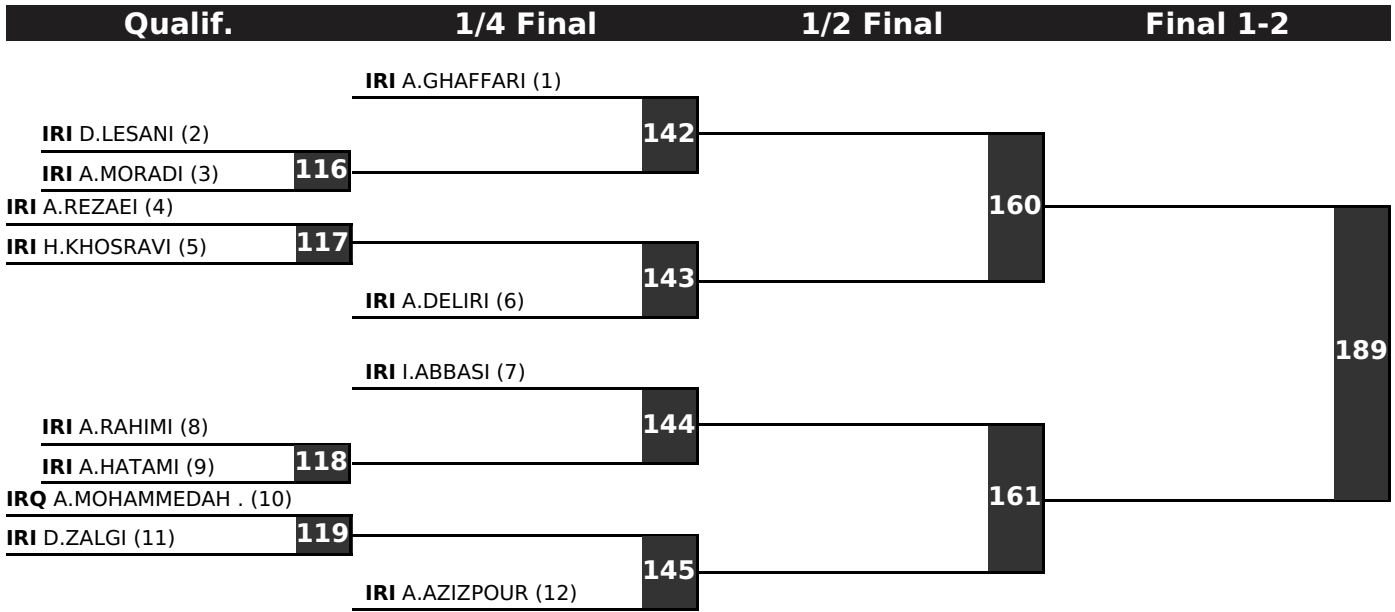 Qualif. 1/4 Final 1/2 Final Final 1-2
IRI A.GHAFFARI (1)
142
IRI D.LESANI (2)
116
IRI A.MORADI (3)
IRI A.REZAEI (4)
160
117
IRI H.KHOSRAVI (5)
143
IRI A.DELIRI (6)
189
IRI I.ABBASI (7)
144
IRI A.RAHIMI (8)
118
IRI A.HATAMI (9)
IRQ A.MOHAMMEDAH . (10)
161
119
IRI D.ZALGI (11)
145
IRI A.AZIZPOUR (12)